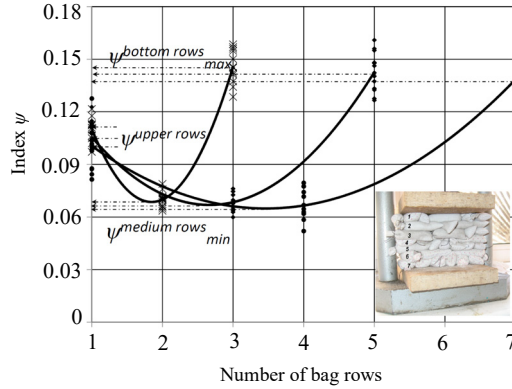 0.18
ψ bottom rows max
0.15
0.12
ψ upper rows
0.09
0.06
ψ medium rows min
0.03
0
Index ψ
1 2 3 4 5 6 7
Number of bag rows
1
2
3
4
5
6
7